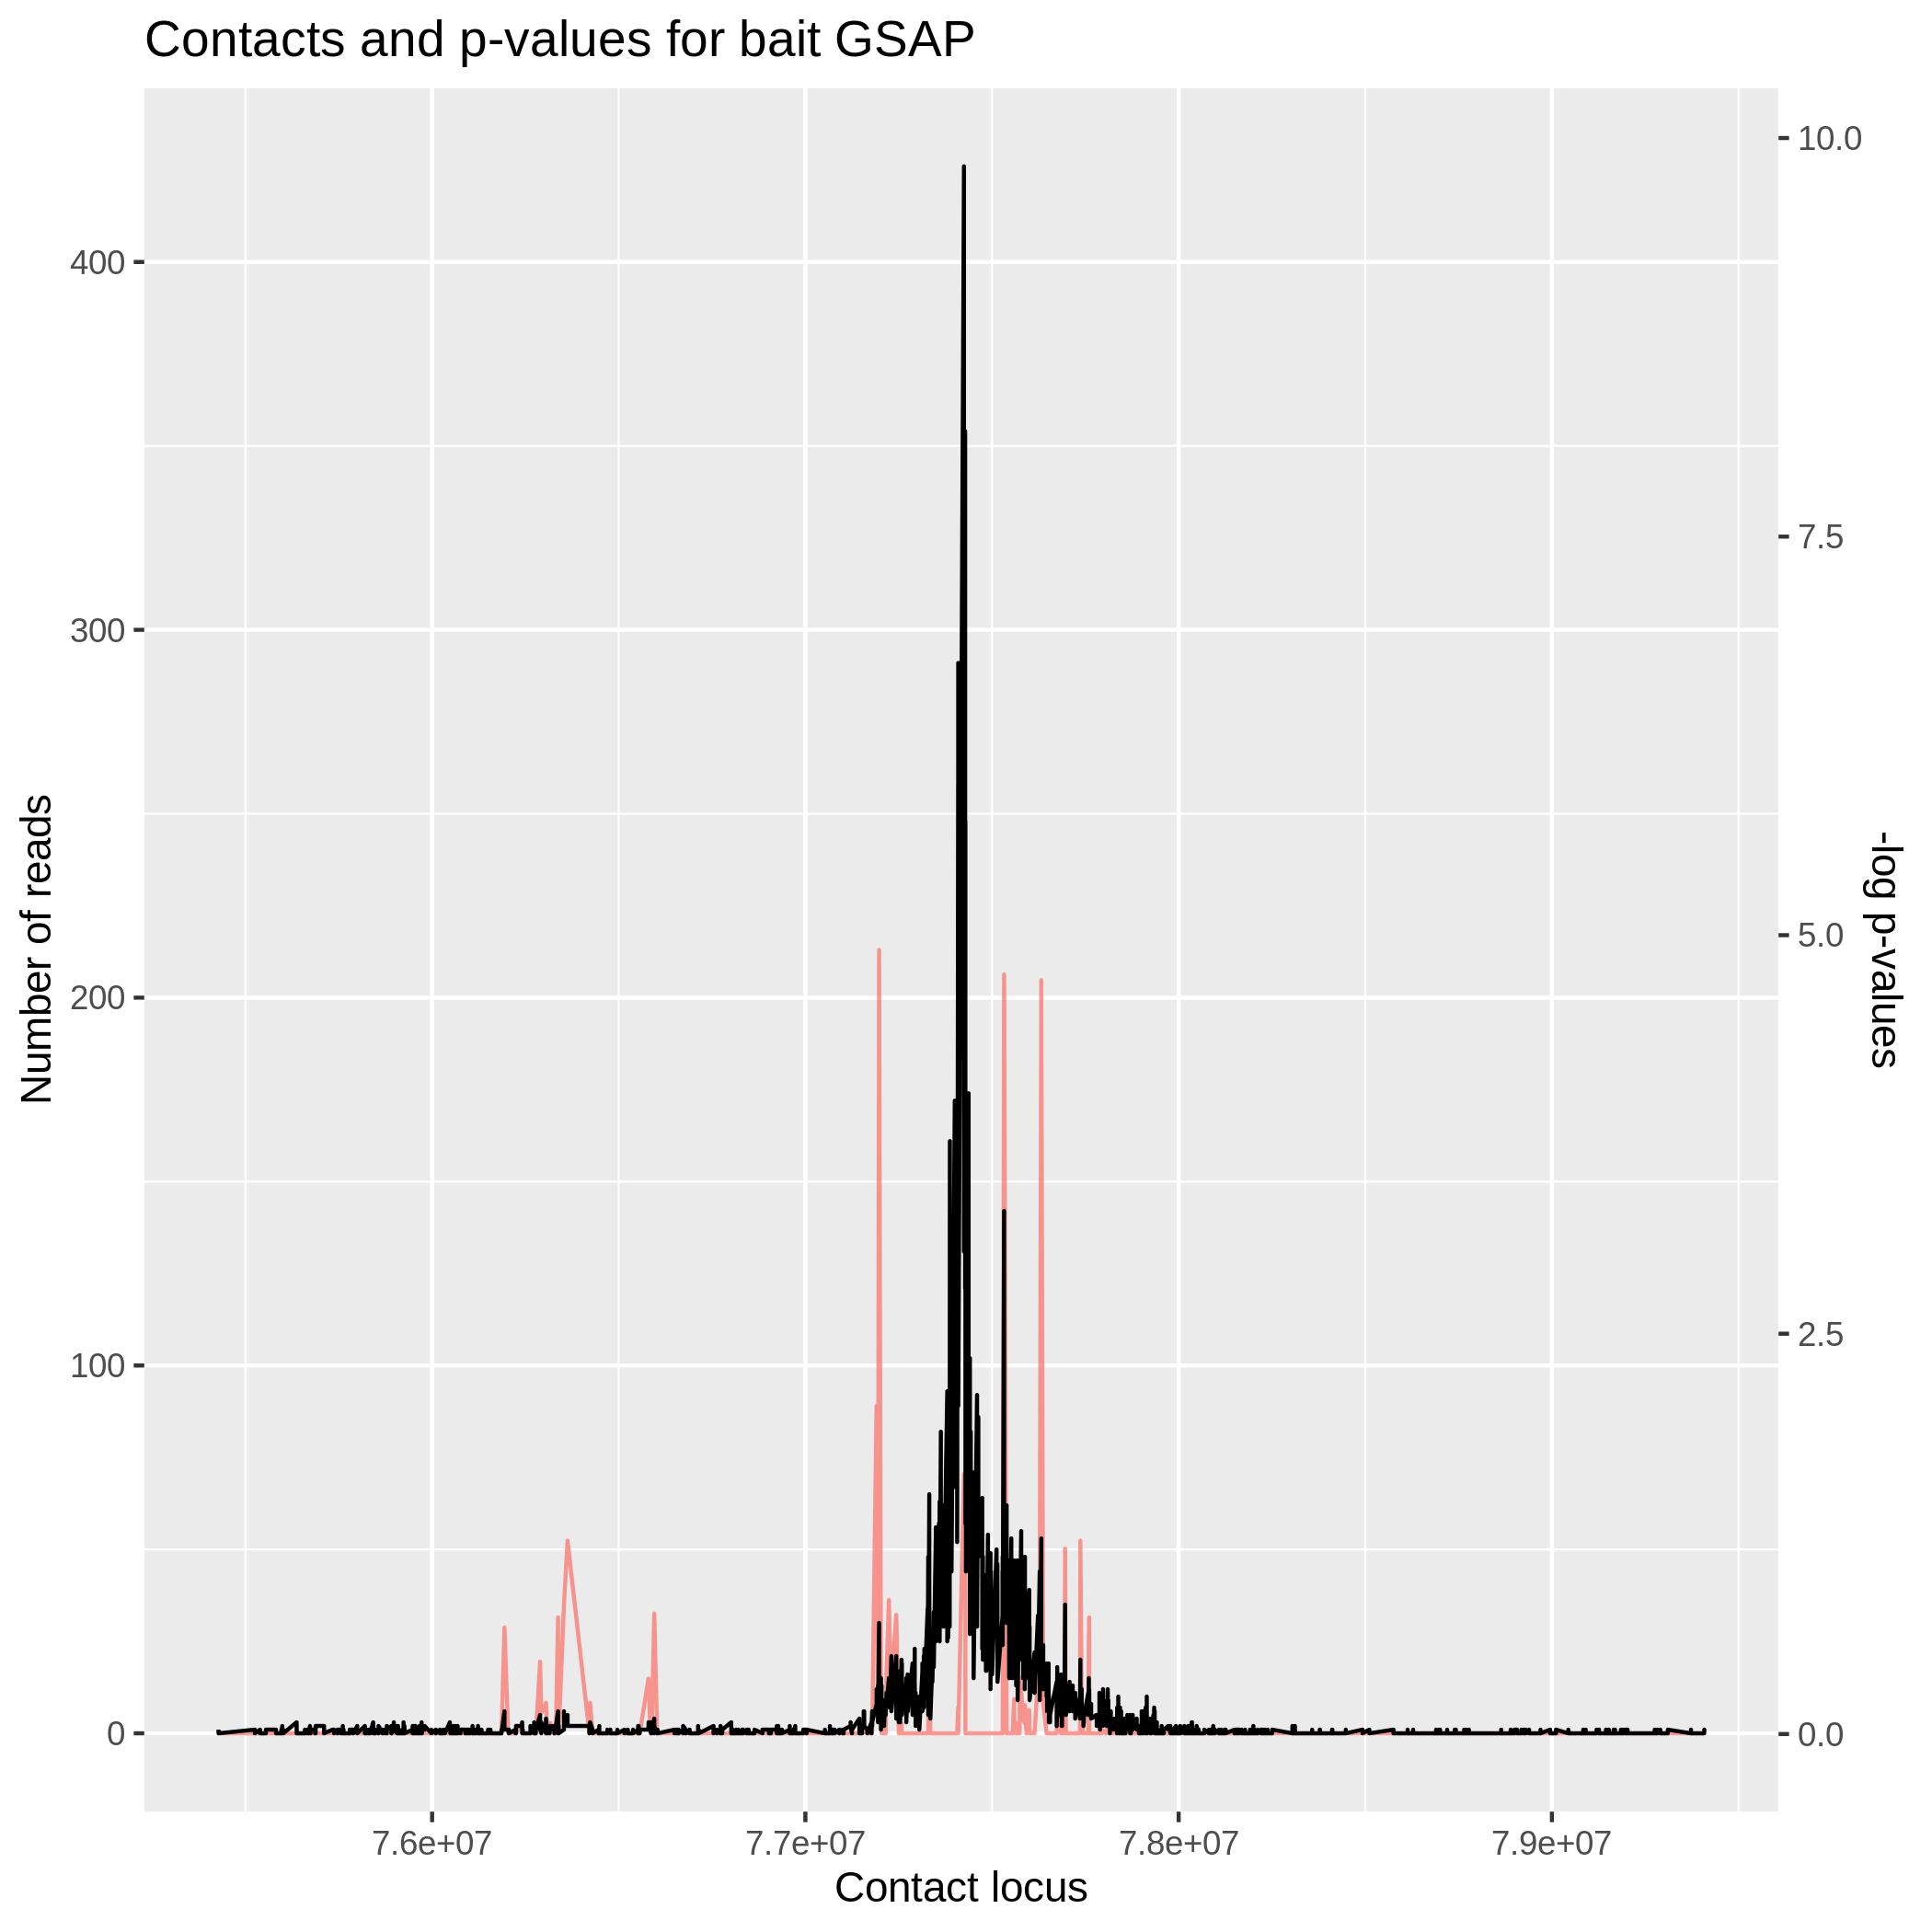 Contacts and p-values for bait GSAP
Number of reads
400
300
200
100
0
10.0
7.5
5.0
2.5
0.0
-log p-values
7.6e+07
7.7e+07
7.8e+07
7.9e+07
Contact locus